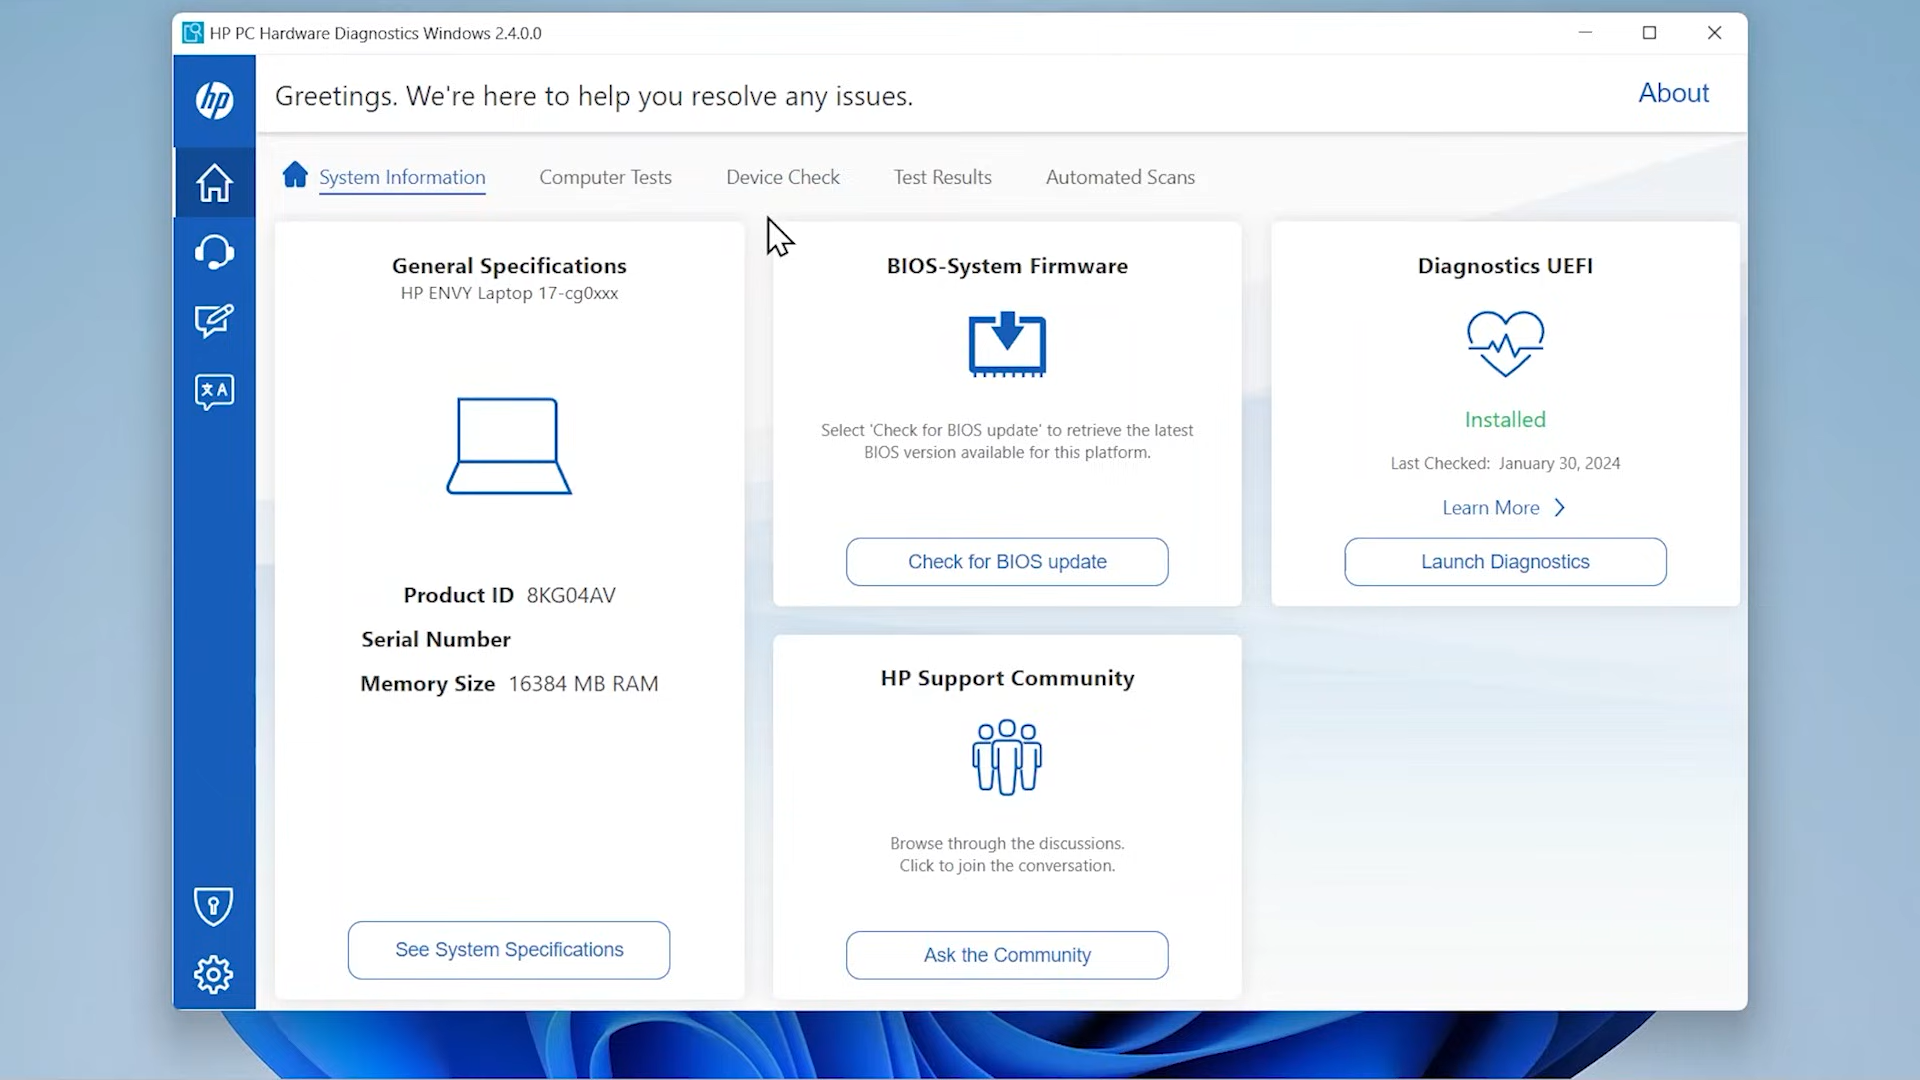 HP PC Hardware Diagnostics Windows 2.4.0.0
hp
Greetings. We're here to help you resolve any issues.
About
System Information
Computer Tests
Device Check
Test Results
Automated Scans
General Specifications
HP ENVY Laptop 17-cg0xxx
Product ID 8KG04AV
Serial Number
Memory Size 16384 MB RAM
See System Specifications
BIOS-System Firmware
Select 'Check for BIOS update' to retrieve the latest
BIOS version available for this platform.
Check for BIOS update
Diagnostics UEFI
Installed
Last Checked: January 30, 2024
Learn More
Launch Diagnostics
HP Support Community
Browse through the discussions.
Click to join the conversation.
Ask the Community
文A